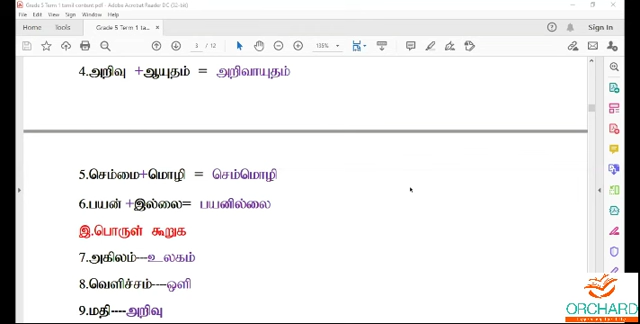 Grade 5 Term 1 tamil content.pdf - Adobe Acrobat Reader DC (32-bit)
File Edit View Sign Window Help
Home Tools Grade 5 Term 1 ta... × Sign In
3 / 12 135%
4.அறிவு +ஆயுதம் = அறிவாயுதம்
5.செம்மை+மொழி = செம்மொழி
6.பயன் +இல்லை= பயனில்லை
இ.பொருள் கூறுக
7.அகிலம்---உலகம்
8.வெளிச்சம்---ஒளி
9.மதி----அறிவு
ORCHARD